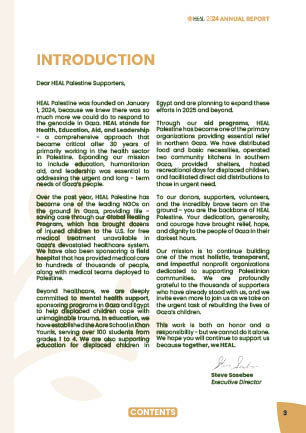 HEAL 2024 ANNUAL REPORT
INTRODUCTION
Dear HEAL Palestine Supporters,
HEAL Palestine was founded on January
1, 2024, because we knew there was so
much more we could do to respond to
the genocide in Gaza. HEAL stands for
Health, Education, Aid, and Leadership
- a comprehensive approach that
became critical after 30 years of
primarily working in the health sector
in Palestine. Expanding our mission
to include education, humanitarian
aid, and leadership was essential to
addressing the urgent and long - term
needs of Gaza's people.
Over the past year, HEAL Palestine has
become one of the leading NGOs on
the ground in Gaza, providing life -
saving care through our Global Healing
Program, which has brought dozens
of injured children to the U.S. for free
medical treatment unavailable in
Gaza's devastated healthcare system.
We have also been sponsoring a field
hospital that has provided medical care
to hundreds of thousands of people,
along with medical teams deployed to
Palestine.
Beyond healthcare, we are deeply
committed to mental health support,
sponsoring programs in Gaza and Egypt
to help displaced children cope with
unimaginable trauma. In education, we
have established the Acre School in Khan
Younis, serving over 100 students from
grades 1 to 4. We are also supporting
education for displaced children in
Egypt and are planning to expand these
efforts in 2025 and beyond.
Through our aid programs, HEAL
Palestine has become one of the primary
organizations providing essential relief
in northern Gaza. We have distributed
food and basic necessities, operated
two community kitchens in southern
Gaza, provided shelters, hosted
recreational days for displaced children,
and facilitated direct aid distributions to
those in urgent need.
To our donors, supporters, volunteers,
and the incredibly brave team on the
ground – you are the backbone of HEAL
Palestine. Your dedication, generosity,
and courage have brought relief, hope,
and dignity to the people of Gaza in their
darkest hours.
Our mission is to continue building
one of the most holistic, transparent,
and impactful nonprofit organizations
dedicated to supporting Palestinian
communities. We are profoundly
grateful to the thousands of supporters
who have already stood with us, and we
invite even more to join us as we take on
the urgent task of rebuilding the lives of
Gaza's children.
This work is both an honor and a
responsibility - but we cannot do it alone.
We hope you will continue to support us
because together, we HEAL.
Steve Sosebee
Executive Director
CONTENTS
3